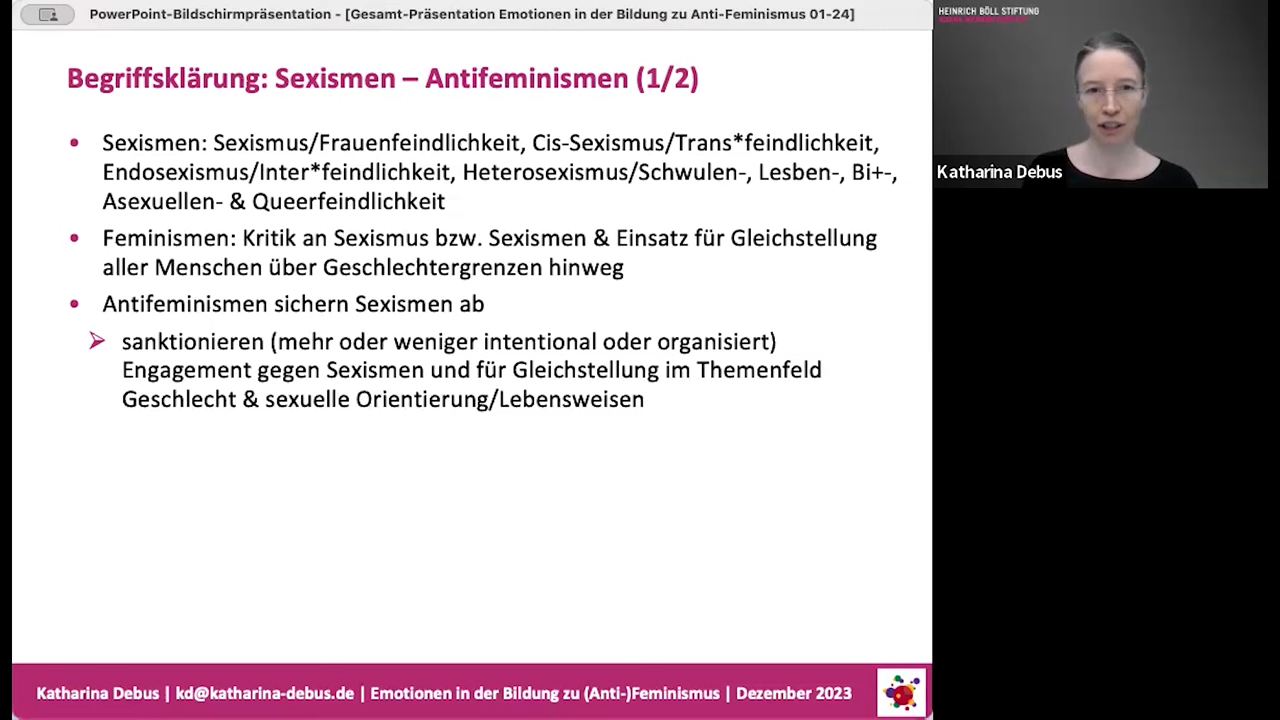 PowerPoint-Bildschirmpräsentation - [Gesamt-Präsentation Emotionen in der Bildung zu Anti-Feminismus 01-24]
HEINRICH BÖLL STIFTUNG
Katharina Debus
Begriffsklärung: Sexismen – Antifeminismen (1/2)
• Sexismen: Sexismus/Frauenfeindlichkeit, Cis-Sexismus/Trans*feindlichkeit,
Endosexismus/Inter*feindlichkeit, Heterosexismus/Schwulen-, Lesben-, Bi+-,
Asexuellen- & Queerfeindlichkeit
• Feminismen: Kritik an Sexismus bzw. Sexismen & Einsatz für Gleichstellung
aller Menschen über Geschlechtergrenzen hinweg
• Antifeminismen sichern Sexismen ab
➢ sanktionieren (mehr oder weniger intentional oder organisiert)
Engagement gegen Sexismen und für Gleichstellung im Themenfeld
Geschlecht & sexuelle Orientierung/Lebensweisen
Katharina Debus | kd@katharina-debus.de | Emotionen in der Bildung zu (Anti-)Feminismus | Dezember 2023